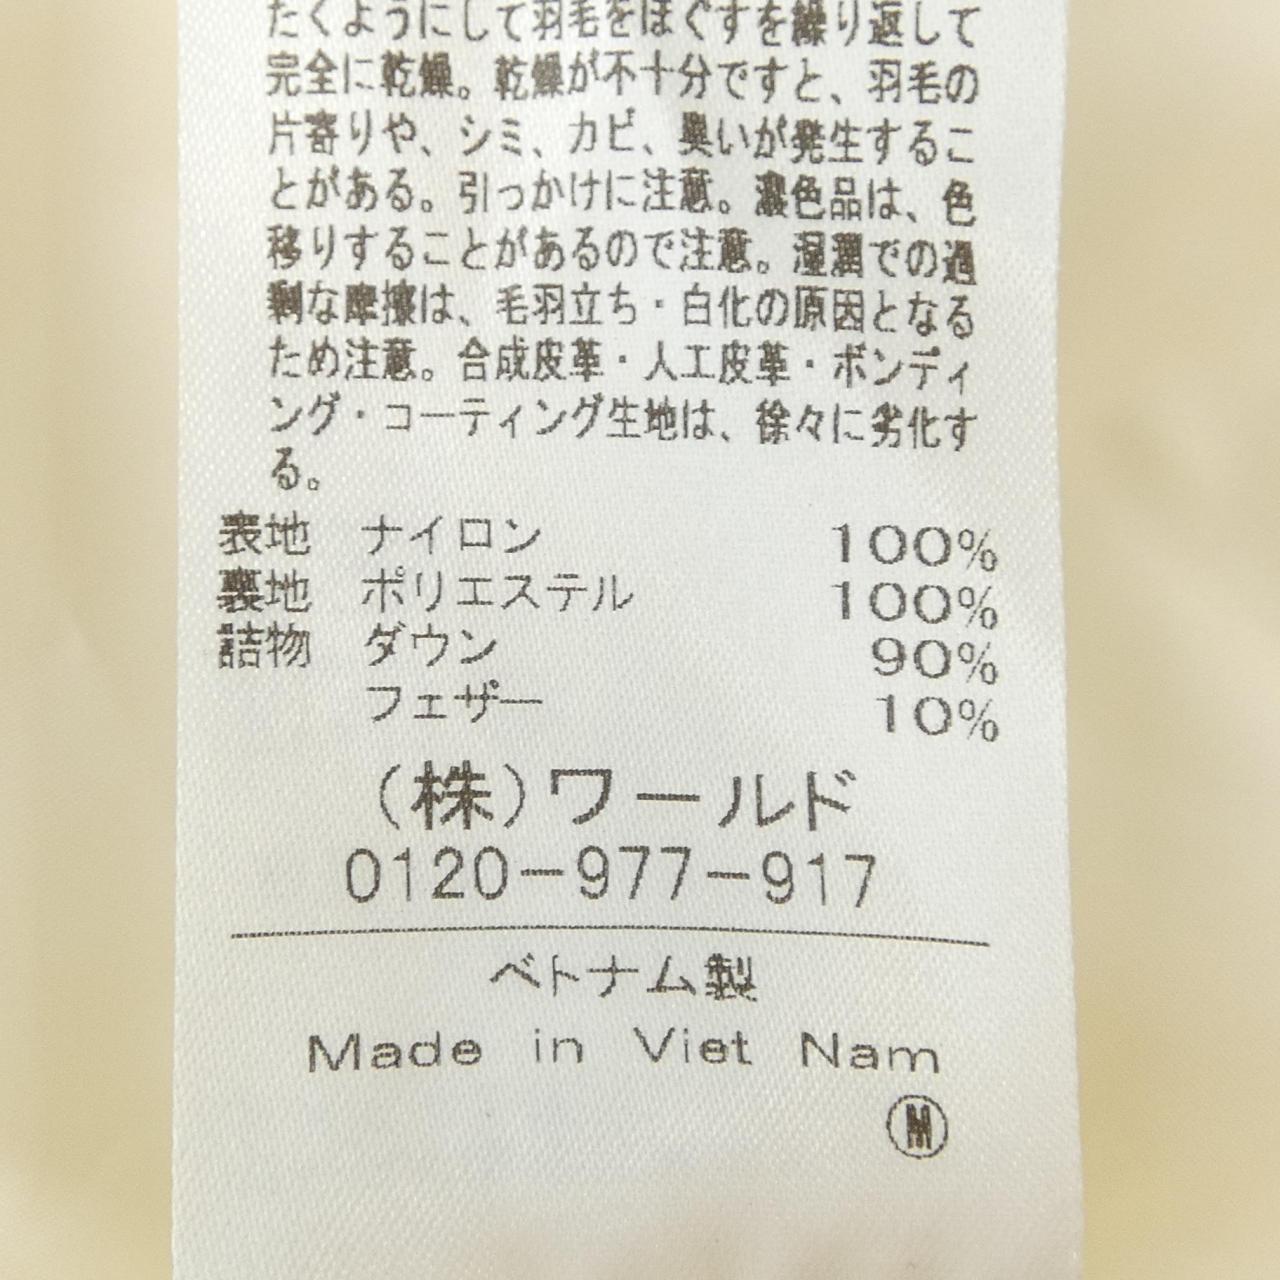 たくようにして羽毛をほぐすを繰り返して
完全に乾燥。乾燥が不十分ですと、羽毛の
片寄りや、シミ、カビ、臭いが発生するこ
とがある。引っかけに注意。濃色品は、色
移りすることがあるので注意。湿潤での過
剰な摩擦は、毛羽立ち・白化の原因となる
ため注意。合成皮革・人工皮革・ボンディ
ング・コーティング生地は、徐々に劣化す
る。
表地 ナイロン 100%
裏地 ポリエステル 100%
詰物 ダウン 90%
フェザー 10%
(株)ワールド
0120-977-917
ベトナム製
Made in Viet Nam
Ⓜ